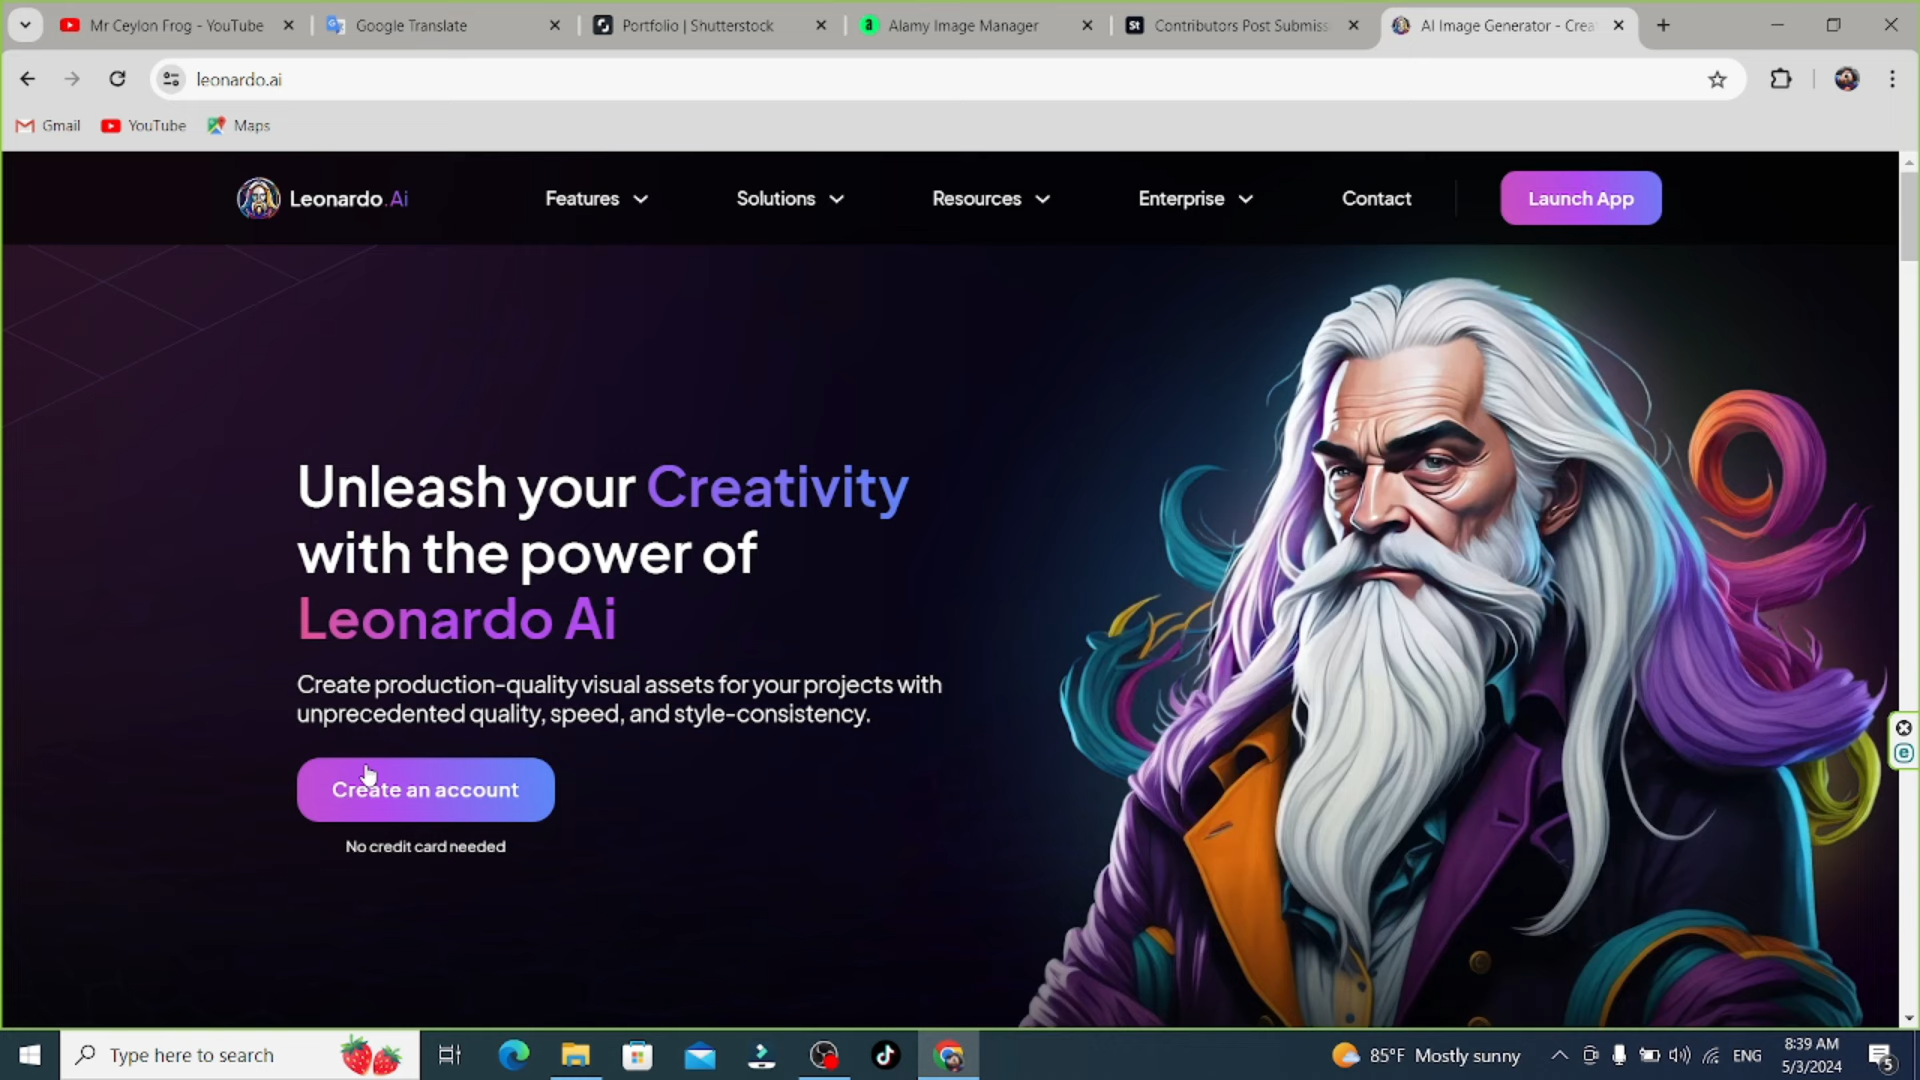 Mr Ceylon Frog - YouTube
Google Translate
Portfolio | Shutterstock
Alamy Image Manager
Contributors Post Submiss
AI Image Generator - Crea
leonardo.ai
Gmail
YouTube
Maps
Leonardo.Ai
Features
Solutions
Resources
Enterprise
Contact
Launch App
Unleash your Creativity
with the power of
Leonardo Ai
Create production-quality visual assets for your projects with
unprecedented quality, speed, and style-consistency.
Create an account
No credit card needed
Type here to search
85°F Mostly sunny
ENG
8:39 AM
5/3/2024
5